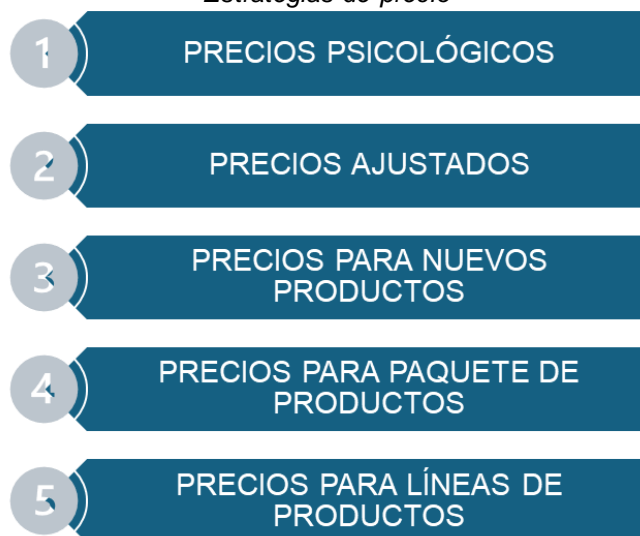 Estrategias de precio
1
PRECIOS PSICOLÓGICOS
2
PRECIOS AJUSTADOS
3
PRECIOS PARA NUEVOS
PRODUCTOS
4
PRECIOS PARA PAQUETE DE
PRODUCTOS
5
PRECIOS PARA LÍNEAS DE
PRODUCTOS